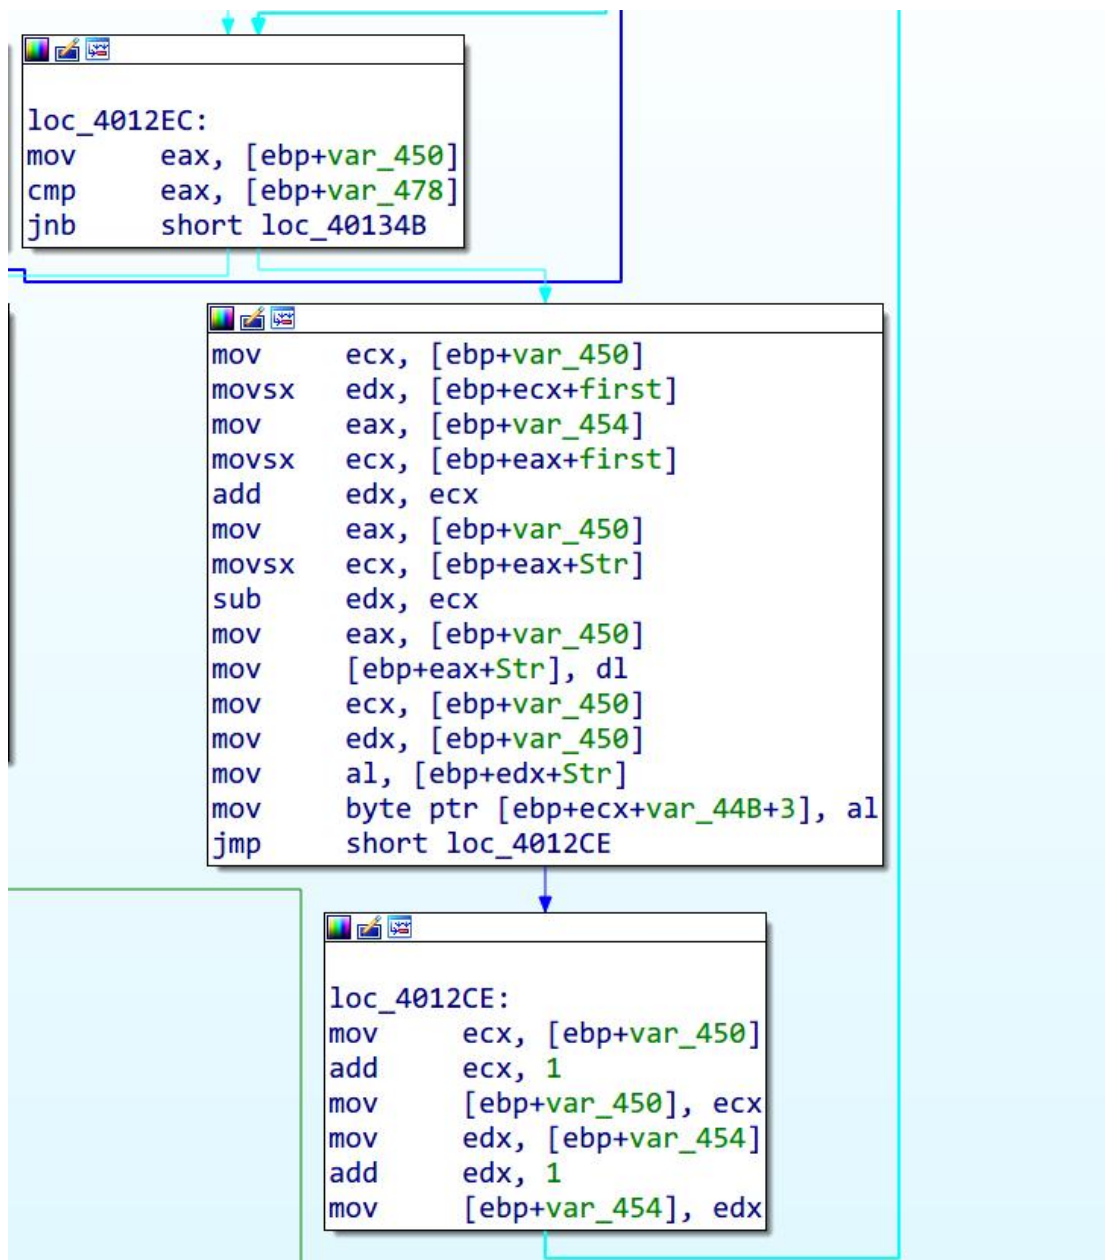 loc_4012EC:
mov eax, [ebp+var_450]
cmp eax, [ebp+var_478]
jnb short loc_40134B
mov ecx, [ebp+var_450]
movsx edx, [ebp+ecx+first]
mov eax, [ebp+var_454]
movsx ecx, [ebp+eax+first]
add edx, ecx
mov eax, [ebp+var_450]
movsx ecx, [ebp+eax+Str]
sub edx, ecx
mov eax, [ebp+var_450]
mov [ebp+eax+Str], dl
mov ecx, [ebp+var_450]
mov edx, [ebp+var_450]
mov al, [ebp+edx+Str]
mov byte ptr [ebp+ecx+var_44B+3], al
jmp short loc_4012CE
loc_4012CE:
mov ecx, [ebp+var_450]
add ecx, 1
mov [ebp+var_450], ecx
mov edx, [ebp+var_454]
add edx, 1
mov [ebp+var_454], edx